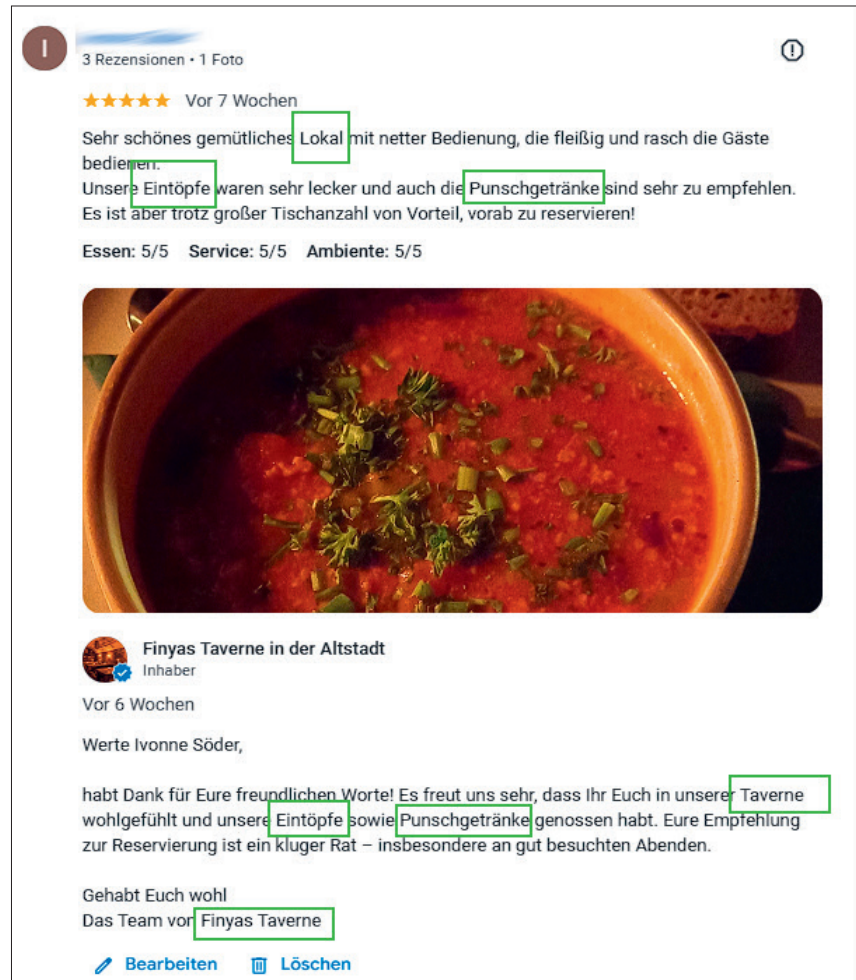 I
3 Rezensionen • 1 Foto
★★★★★ Vor 7 Wochen
Sehr schönes gemütliches Lokal mit netter Bedienung, die fleißig und rasch die Gäste
bedienen.
Unsere Eintöpfe waren sehr lecker und auch die Punschgetränke sind sehr zu empfehlen.
Es ist aber trotz großer Tischanzahl von Vorteil, vorab zu reservieren!
Essen: 5/5 Service: 5/5 Ambiente: 5/5
Finyas Taverne in der Altstadt
Inhaber
Vor 6 Wochen
Werte Ivonne Söder,
habt Dank für Eure freundlichen Worte! Es freut uns sehr, dass Ihr Euch in unserer Taverne
wohlgefühlt und unsere Eintöpfe sowie Punschgetränke genossen habt. Eure Empfehlung
zur Reservierung ist ein kluger Rat – insbesondere an gut besuchten Abenden.
Gehabt Euch wohl
Das Team von Finyas Taverne
Bearbeiten Löschen